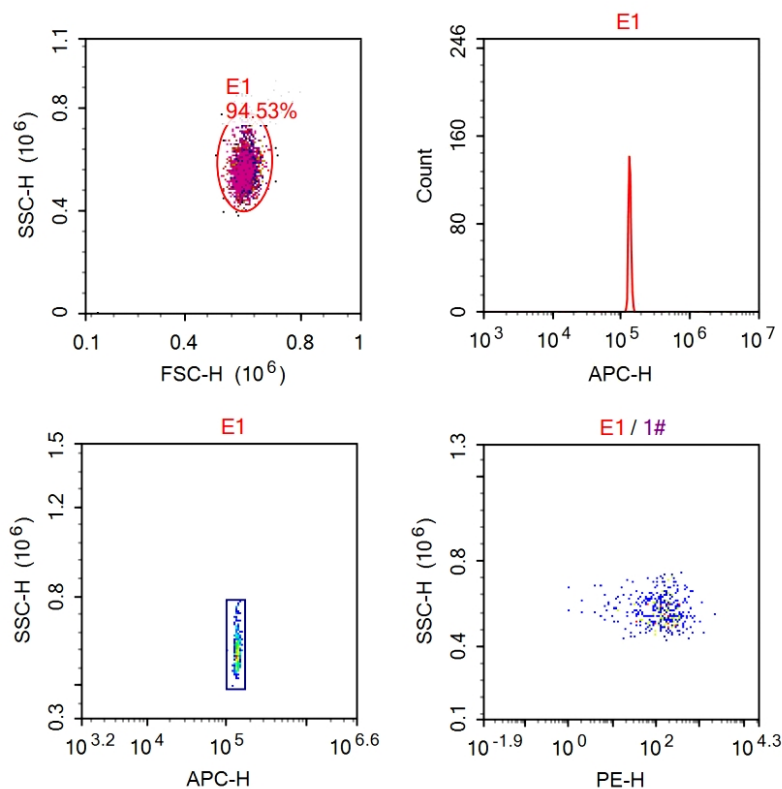 E1
94.53%
1.1
0.8
0.4
0
SSC-H (10^6)
0.1 0.4 0.8 1
FSC-H (10^6)
E1
246
160
80
0
Count
10^3 10^4 10^5 10^6 10^7
APC-H
E1
1.5
1.2
0.8
0.3
SSC-H (10^6)
10^3.2 10^4 10^5 10^6.6
APC-H
E1 / 1#
1.3
0.8
0.4
0.1
SSC-H (10^6)
10^-1.9 10^0 10^2 10^4.3
PE-H